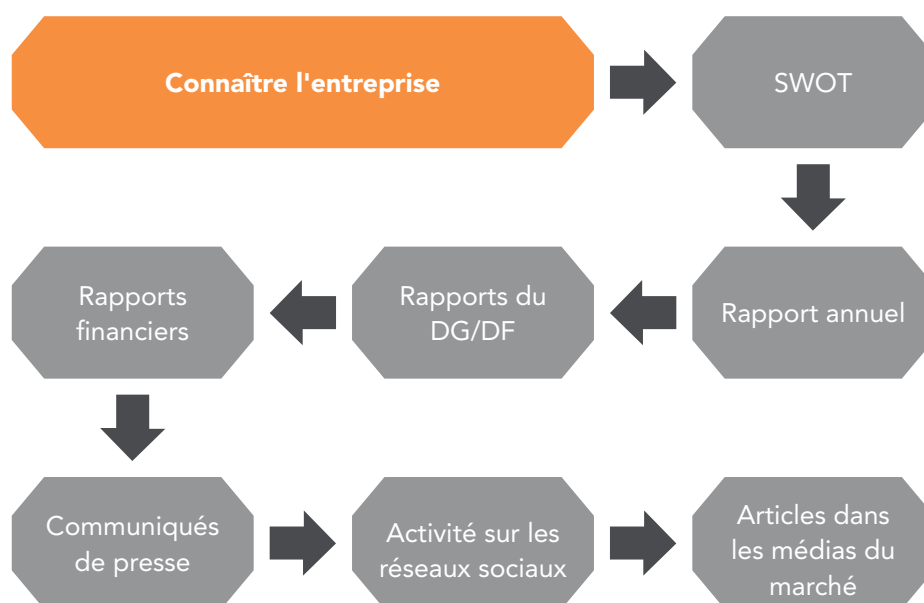 Connaître l'entreprise
SWOT
Rapport annuel
Rapports du
DG/DF
Rapports
financiers
Communiqués
de presse
Activité sur les
réseaux sociaux
Articles dans
les médias du
marché